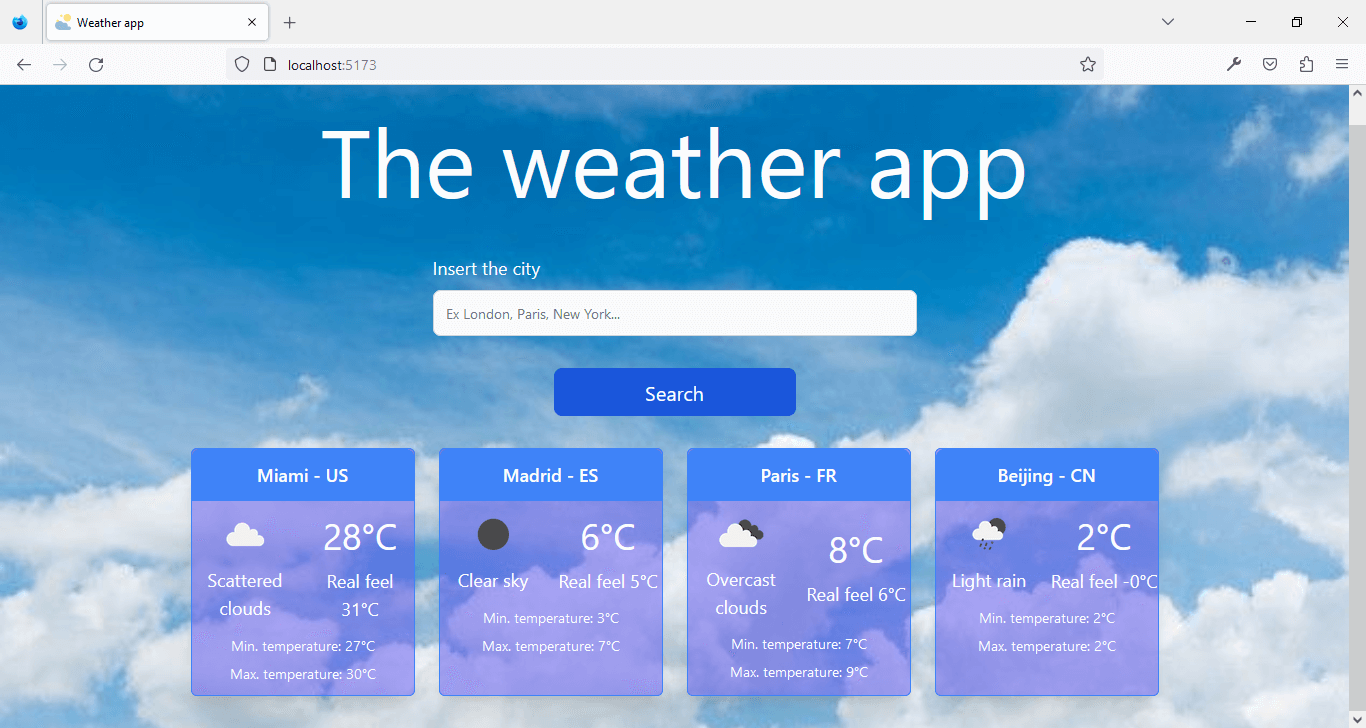 Weather app
localhost:5173
The weather app
Insert the city
Ex London, Paris, New York...
Search
Miami - US
28°C
Scattered
clouds
Real feel
31°C
Min. temperature: 27°C
Max. temperature: 30°C
Madrid - ES
6°C
Clear sky
Real feel 5°C
Min. temperature: 3°C
Max. temperature: 7°C
Paris - FR
8°C
Overcast
clouds
Real feel 6°C
Min. temperature: 7°C
Max. temperature: 9°C
Beijing - CN
2°C
Light rain
Real feel -0°C
Min. temperature: 2°C
Max. temperature: 2°C